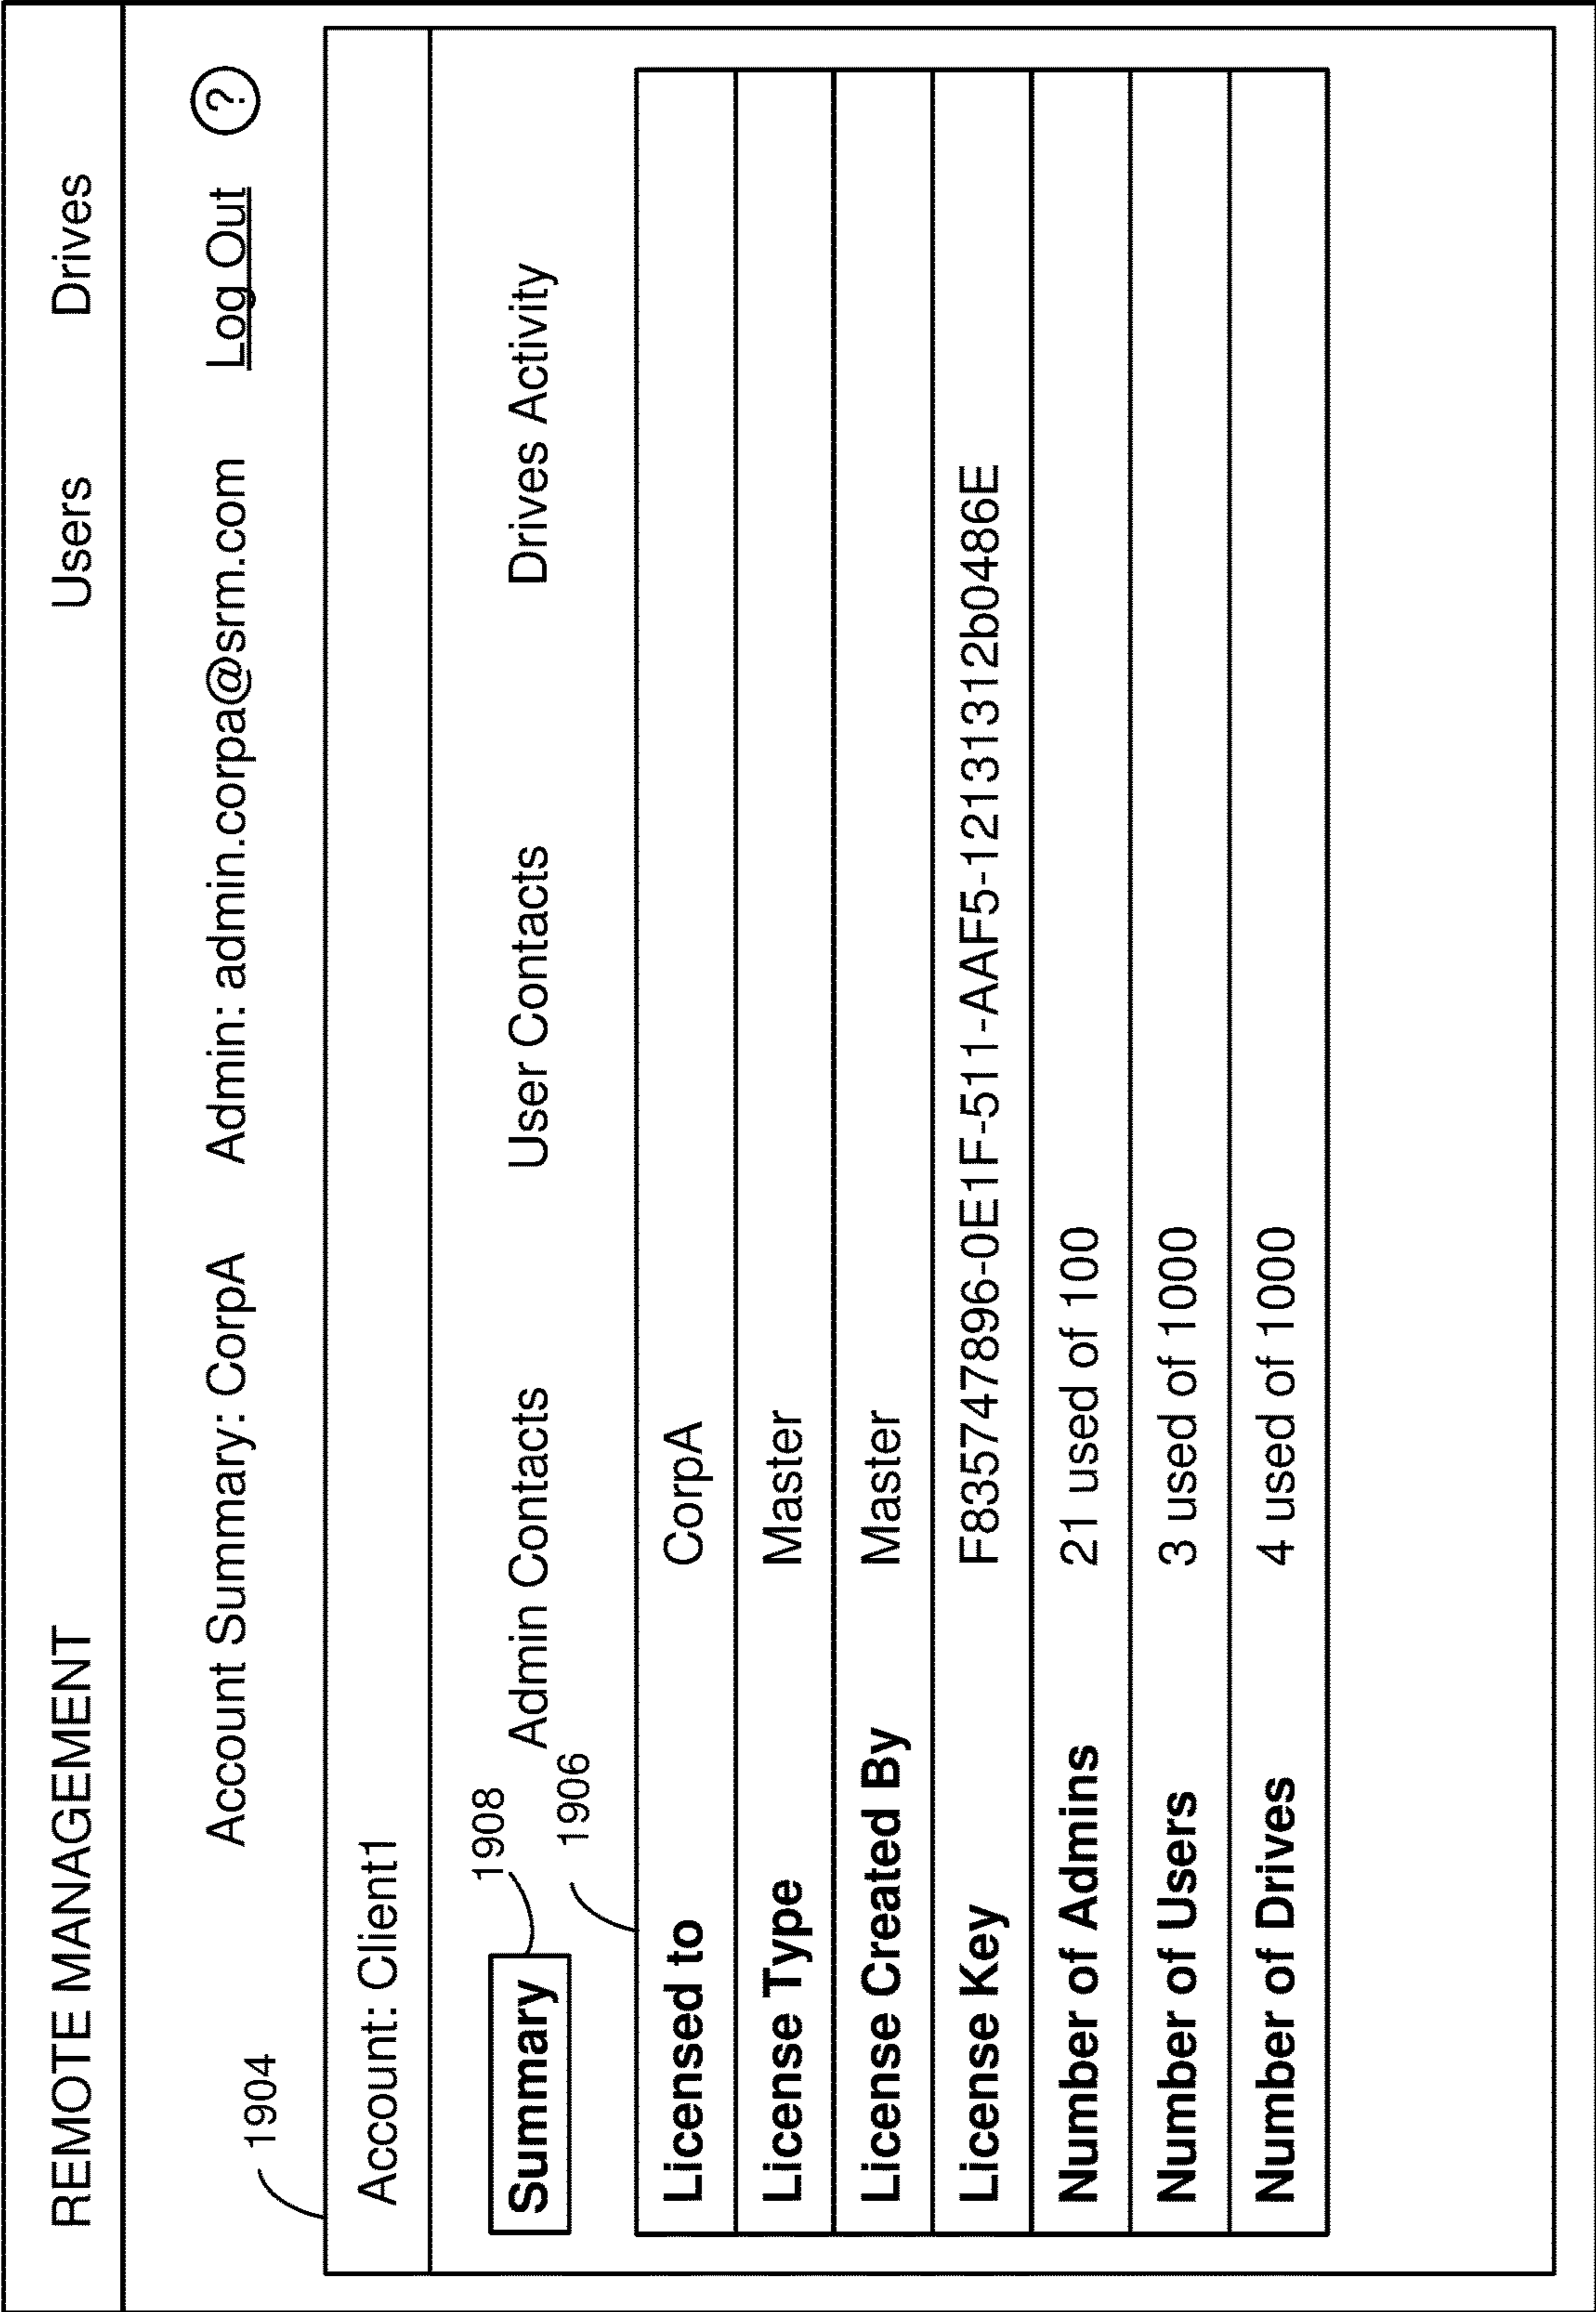 REMOTE MANAGEMENT Users Drives
Account Summary: CorpA Admin: admin.corpa@srm.com Log Out ?
1904
Account: Client1
1908
Summary Admin Contacts User Contacts Drives Activity
1906
Licensed to CorpA
License Type Master
License Created By Master
License Key F835747896-0E1F-511-AAF5-12131312b0486E
Number of Admins 21 used of 100
Number of Users 3 used of 1000
Number of Drives 4 used of 1000